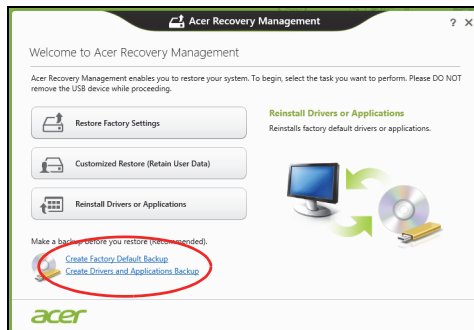 Acer Recovery Management
? X
Welcome to Acer Recovery Management
Acer Recovery Management enables you to restore your system. To begin, select the task you want to perform. Please DO NOT
remove the USB device while proceeding.
Restore Factory Settings
Customized Restore (Retain User Data)
Reinstall Drivers or Applications
Reinstall Drivers or Applications
Reinstalls factory default drivers or applications.
Make a backup before you restore (Recommended).
Create Factory Default Backup
Create Drivers and Applications Backup
acer